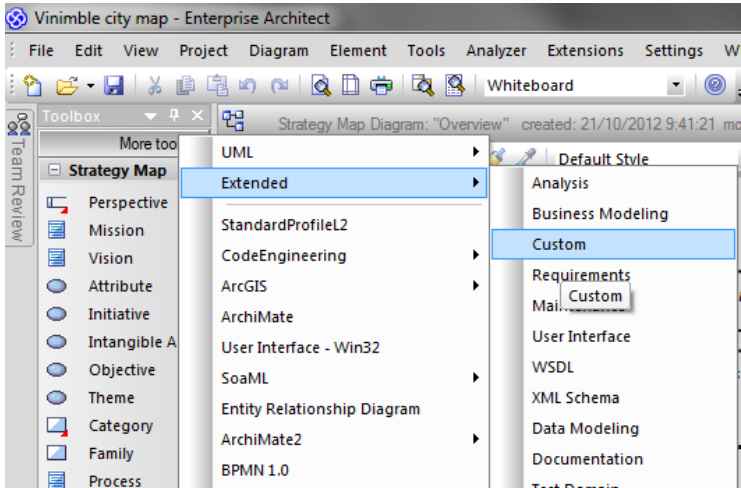 Vinimble city map - Enterprise Architect
File Edit View Project Diagram Element Tools Analyzer Extensions Settings W
Whiteboard
Toolbox
Strategy Map Diagram: "Overview" created: 21/10/2012 9:41:21
Team Review
More too
Default Style
Strategy Map
Perspective
Mission
Vision
Attribute
Initiative
Intangible A
Objective
Theme
Category
Family
Process
UML
Extended
StandardProfileL2
CodeEngineering
ArcGIS
ArchiMate
User Interface - Win32
SoaML
Entity Relationship Diagram
ArchiMate2
BPMN 1.0
Analysis
Business Modeling
Custom
Requirements
Custom
User Interface
WSDL
XML Schema
Data Modeling
Documentation